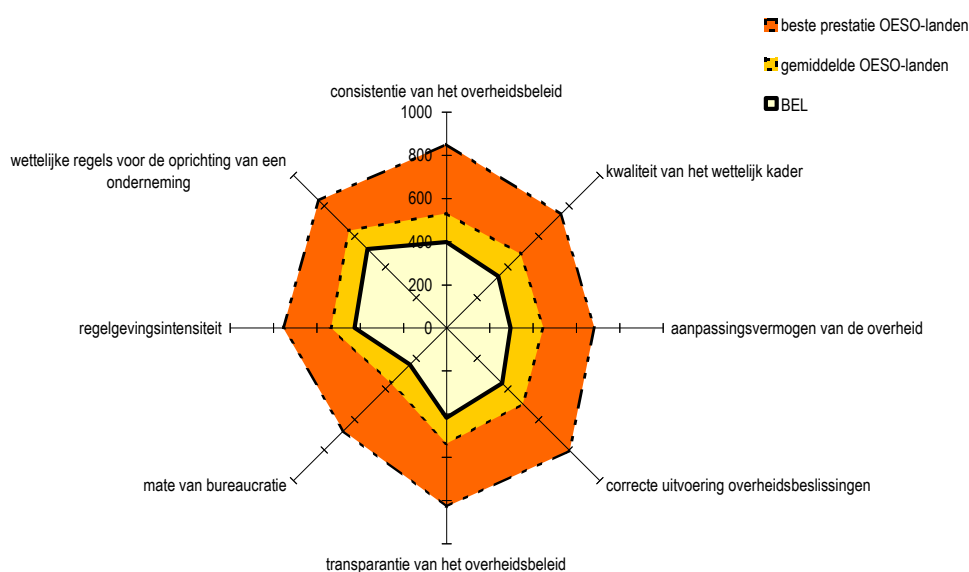 beste prestatie OESO-landen
gemiddelde OESO-landen
BEL
consistentie van het overheidsbeleid
1000
800
600
400
200
0
kwaliteit van het wettelijk kader
aanpassingsvermogen van de overheid
correcte uitvoering overheidsbeslissingen
transparantie van het overheidsbeleid
mate van bureaucratie
regelgevingsintensiteit
wettelijke regels voor de oprichting van een
onderneming